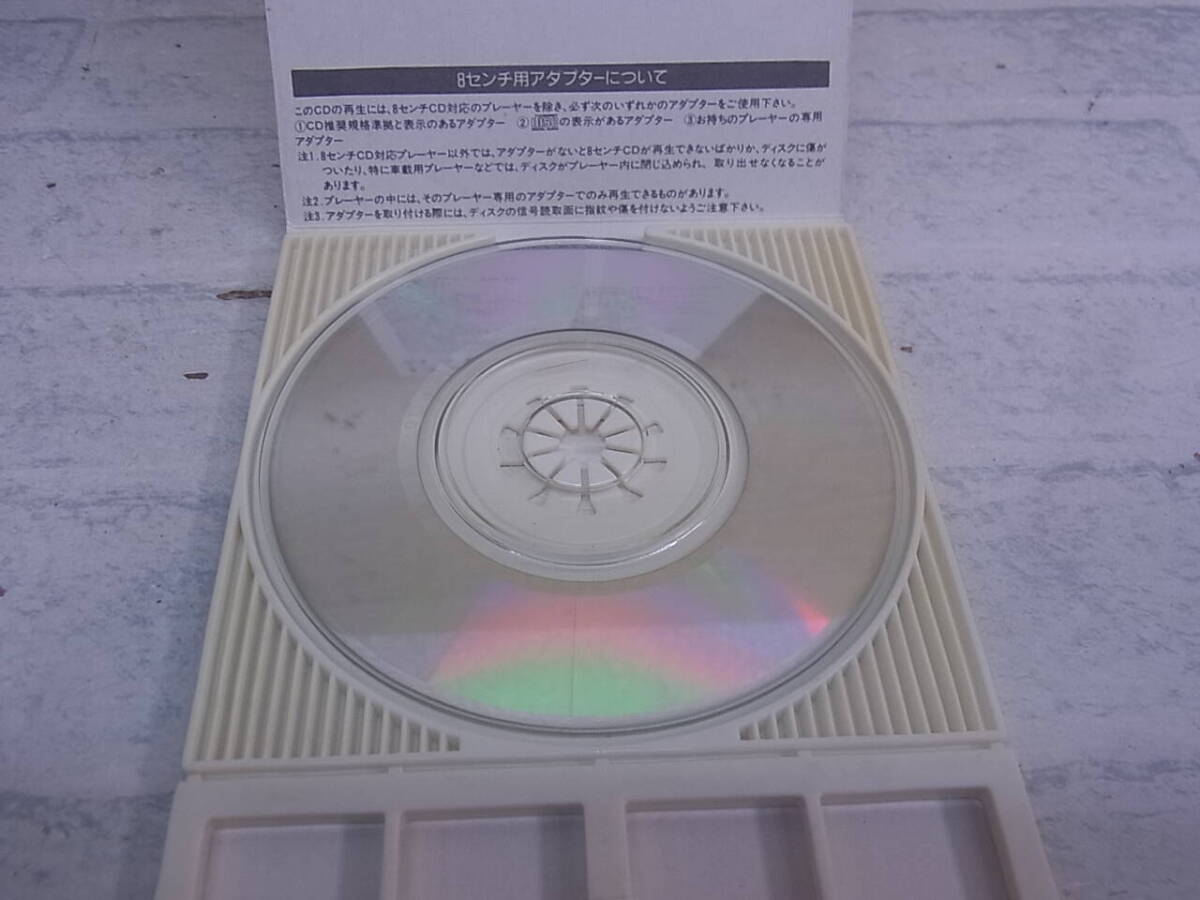 8センチ用アダプターについて
このCDの再生には、8センチCD対応のプレーヤーを除き、必ず次のいずれかのアダプターをご使用下さい。
①CD推奨規格準拠と表示のあるアダプター ②の表示があるアダプター ③お持ちのプレーヤーの専用
アダプター
注1. 8センチCD対応プレーヤー以外では、アダプターがないと8センチCDが再生できないばかりか、ディスクに傷が
ついたり、特に車載用プレーヤーなどでは、ディスクがプレーヤー内に閉じ込められ、取り出せなくなることが
あります。
注2. プレーヤーの中には、そのプレーヤー専用のアダプターでのみ再生できるものがあります。
注3. アダプターを取り付ける際には、ディスクの信号読取面に指紋や傷を付けないようご注意下さい。